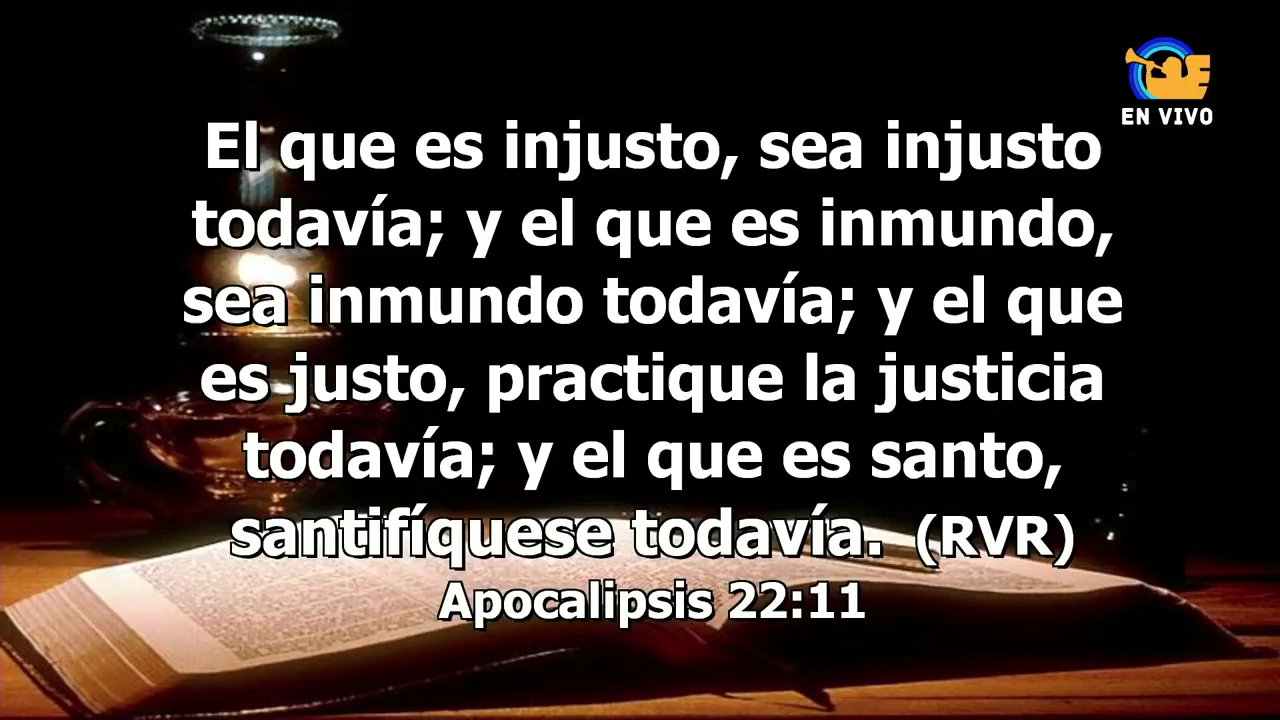 EN VIVO
El que es injusto, sea injusto
todavía; y el que es inmundo,
sea inmundo todavía; y el que
es justo, practique la justicia
todavía; y el que es santo,
santifíquese todavía. (RVR)
Apocalipsis 22:11